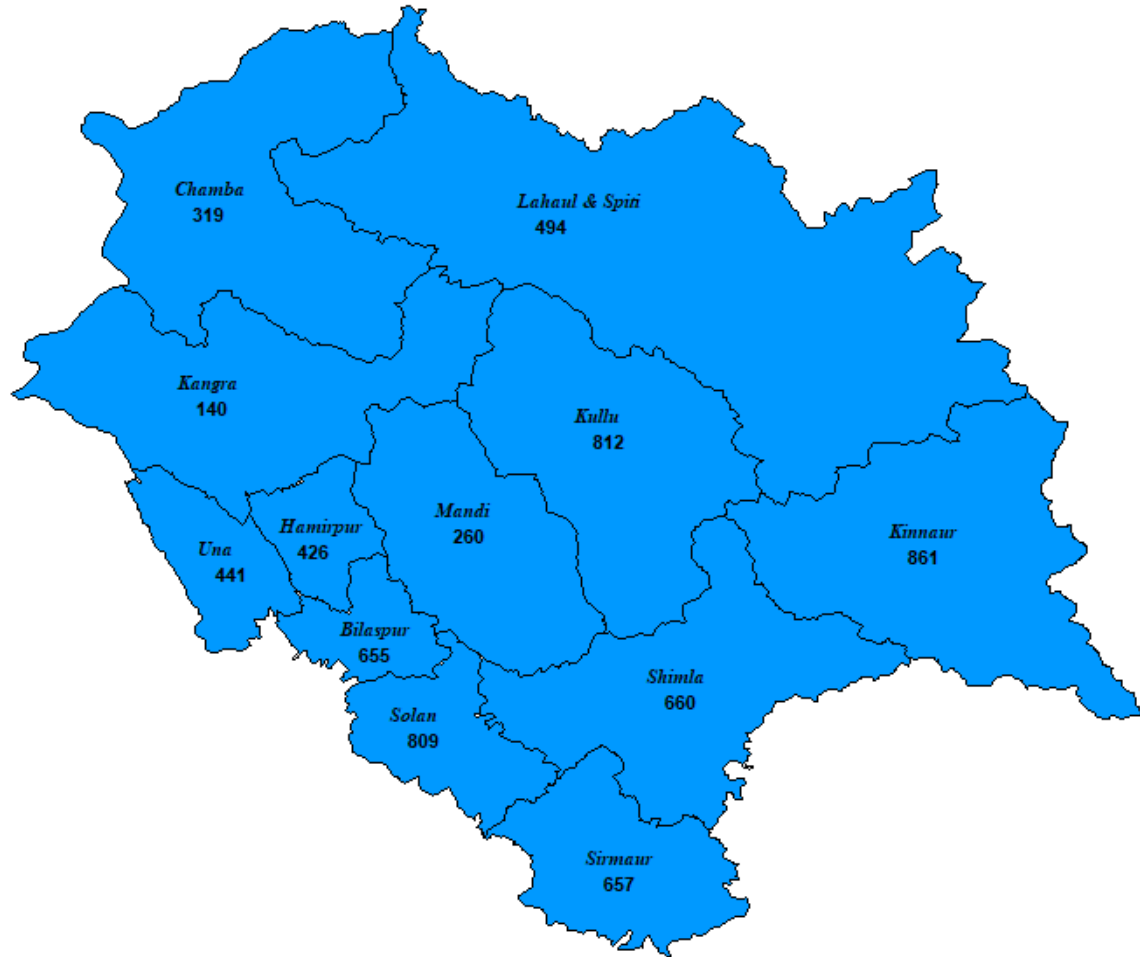 Chamba
319
Lahaul & Spiti
494
Kangra
140
Kullu
812
Mandi
260
Hamirpur
426
Una
441
Kinnaur
861
Bilaspur
655
Shimla
660
Solan
809
Sirmaur
657